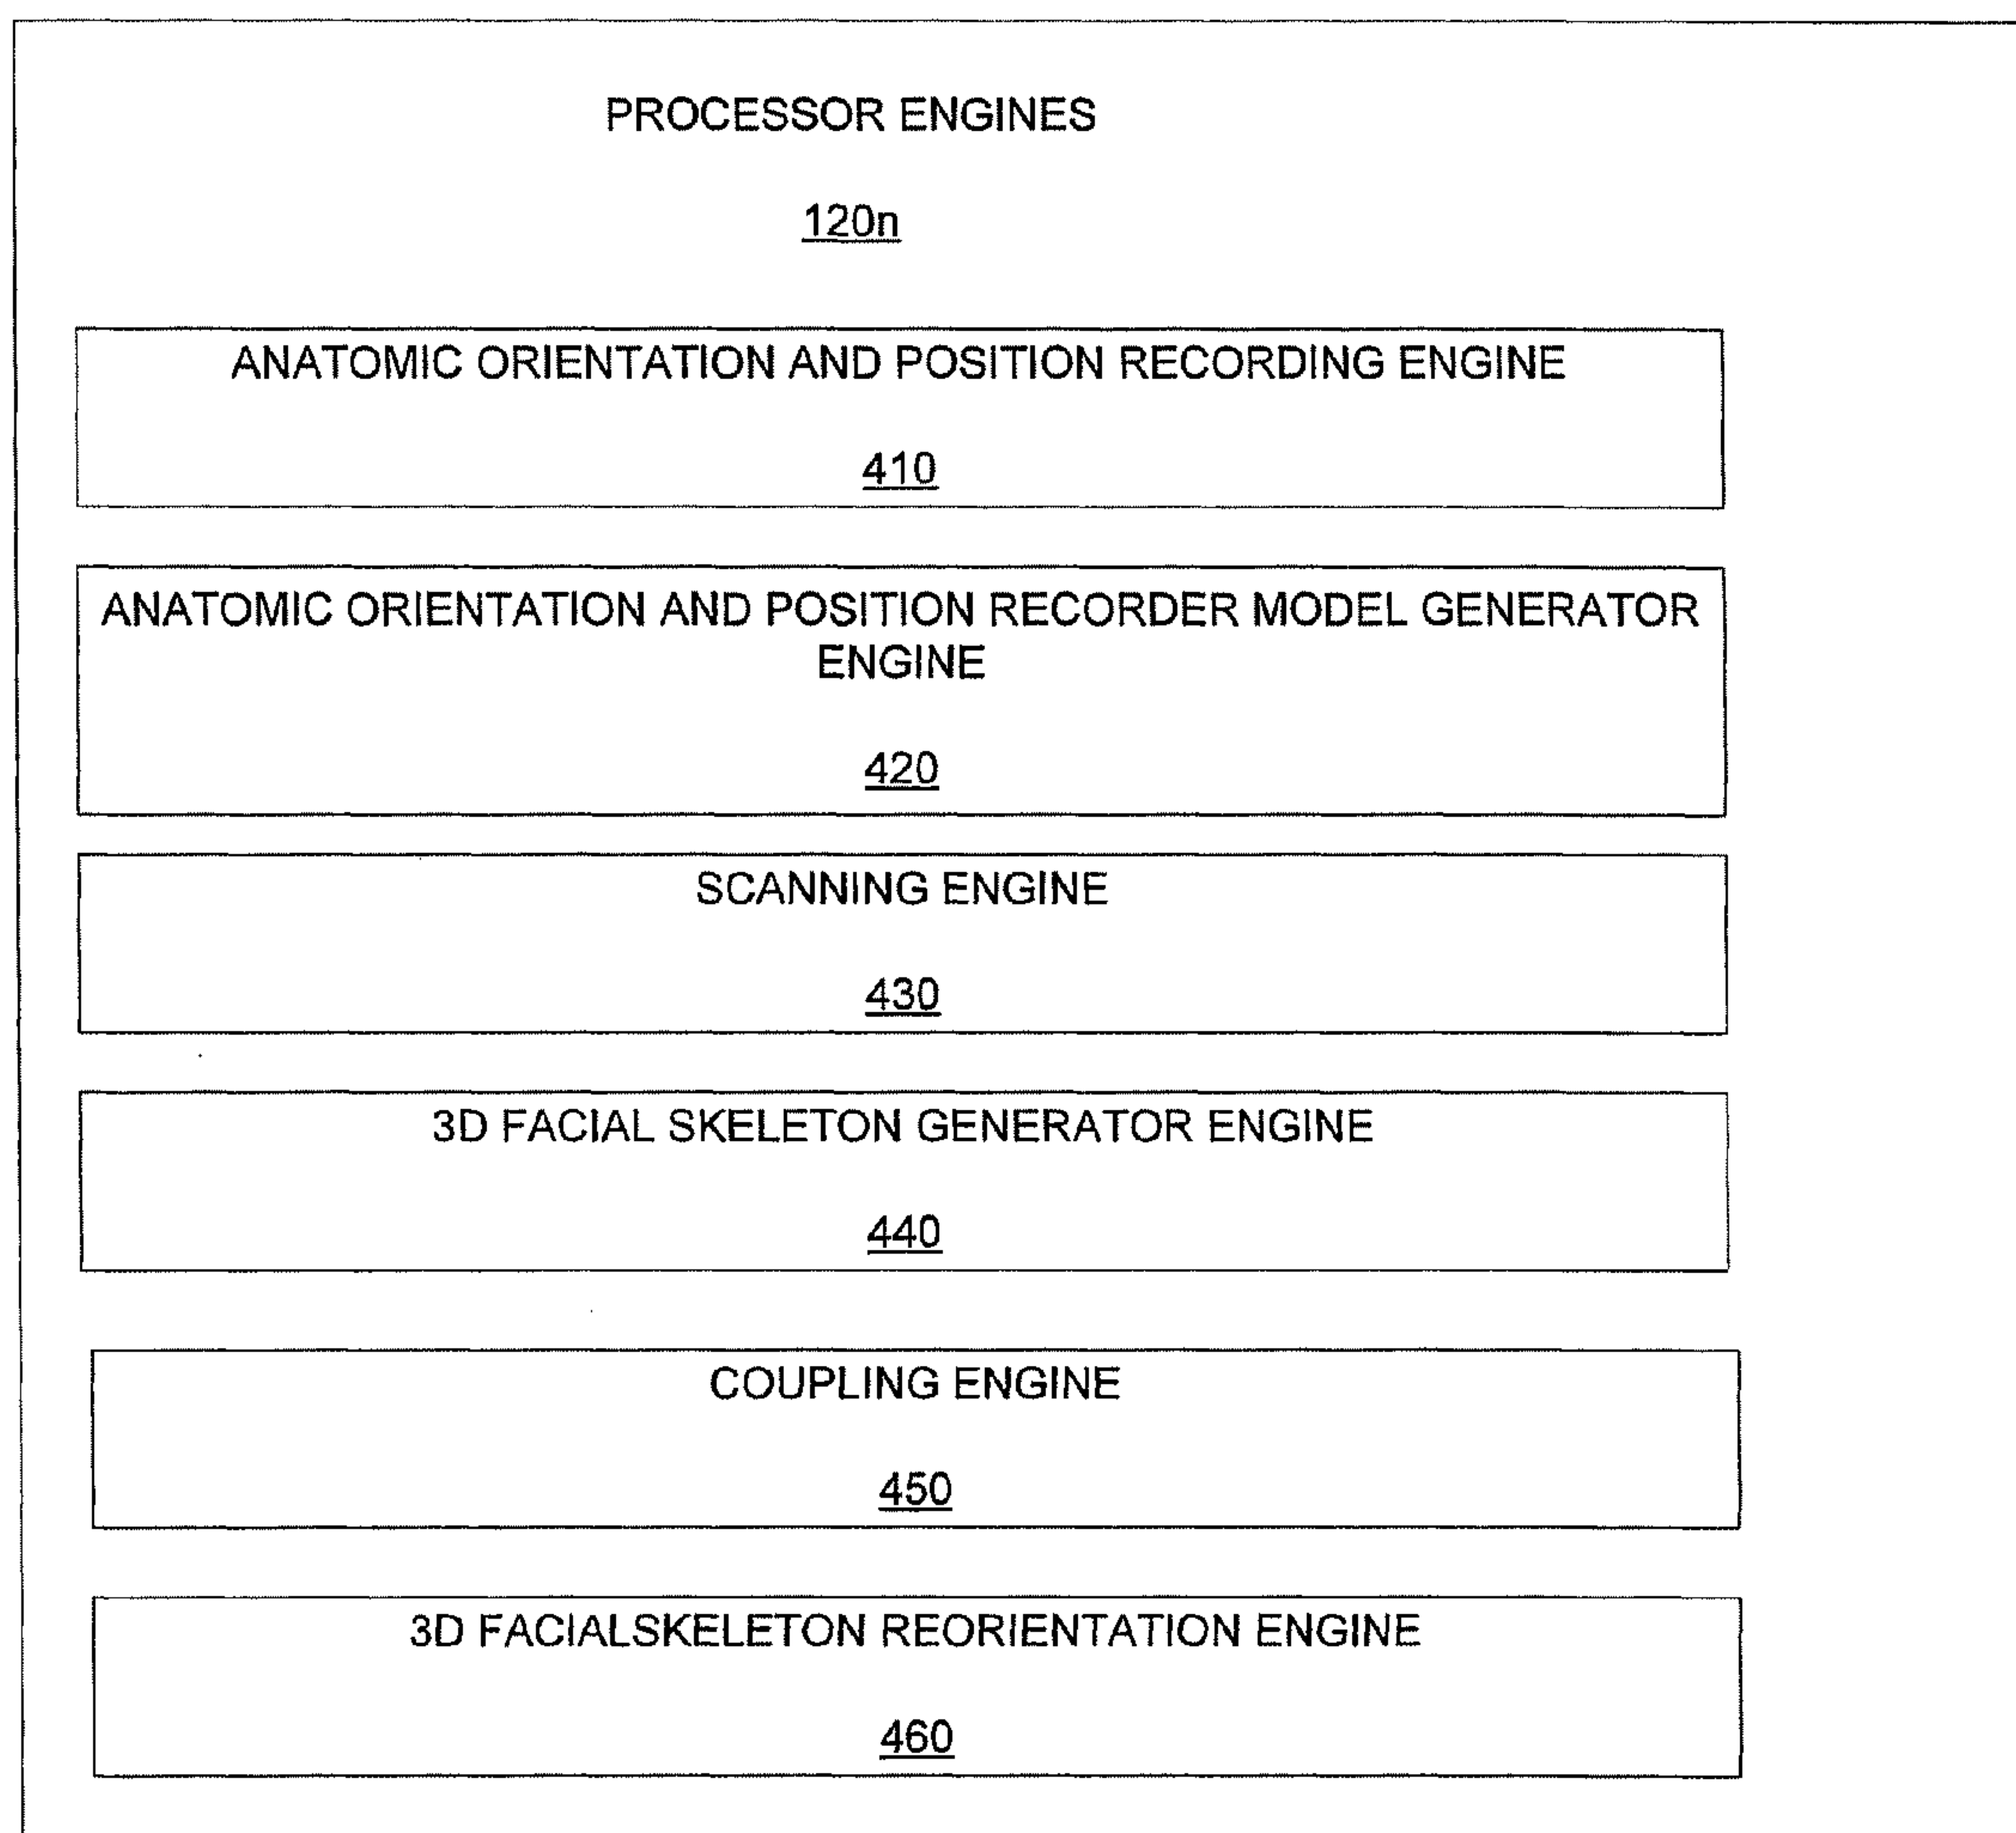 PROCESSOR ENGINES
120n
ANATOMIC ORIENTATION AND POSITION RECORDING ENGINE
410
ANATOMIC ORIENTATION AND POSITION RECORDER MODEL GENERATOR
ENGINE
420
SCANNING ENGINE
430
3D FACIAL SKELETON GENERATOR ENGINE
440
COUPLING ENGINE
450
3D FACIALSKELETON REORIENTATION ENGINE
460